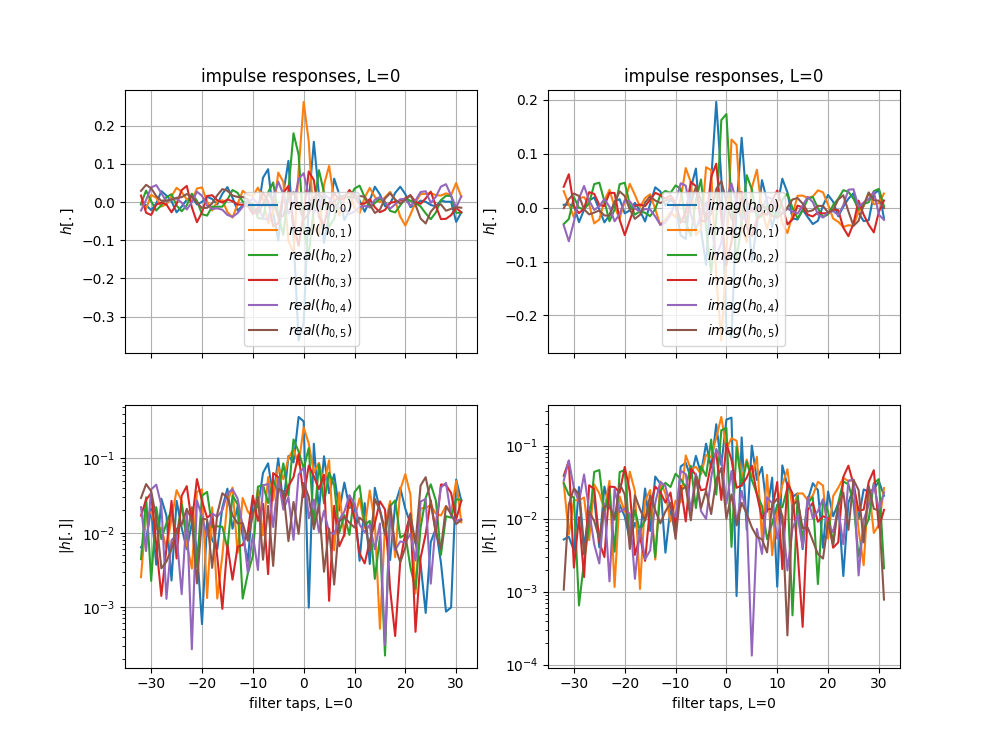 impulse responses, L=0
impulse responses, L=0
h[.]
0.2
0.1
0.0
−0.1
−0.2
−0.3
real(h0,0)
real(h0,1)
real(h0,2)
real(h0,3)
real(h0,4)
real(h0,5)
h[.]
0.2
0.1
0.0
−0.1
−0.2
imag(h0,0)
imag(h0,1)
imag(h0,2)
imag(h0,3)
imag(h0,4)
imag(h0,5)
|h[.]|
10−1
10−2
10−3
−30 −20 −10 0 10 20 30
filter taps, L=0
|h[.]|
10−1
10−2
10−3
10−4
−30 −20 −10 0 10 20 30
filter taps, L=0